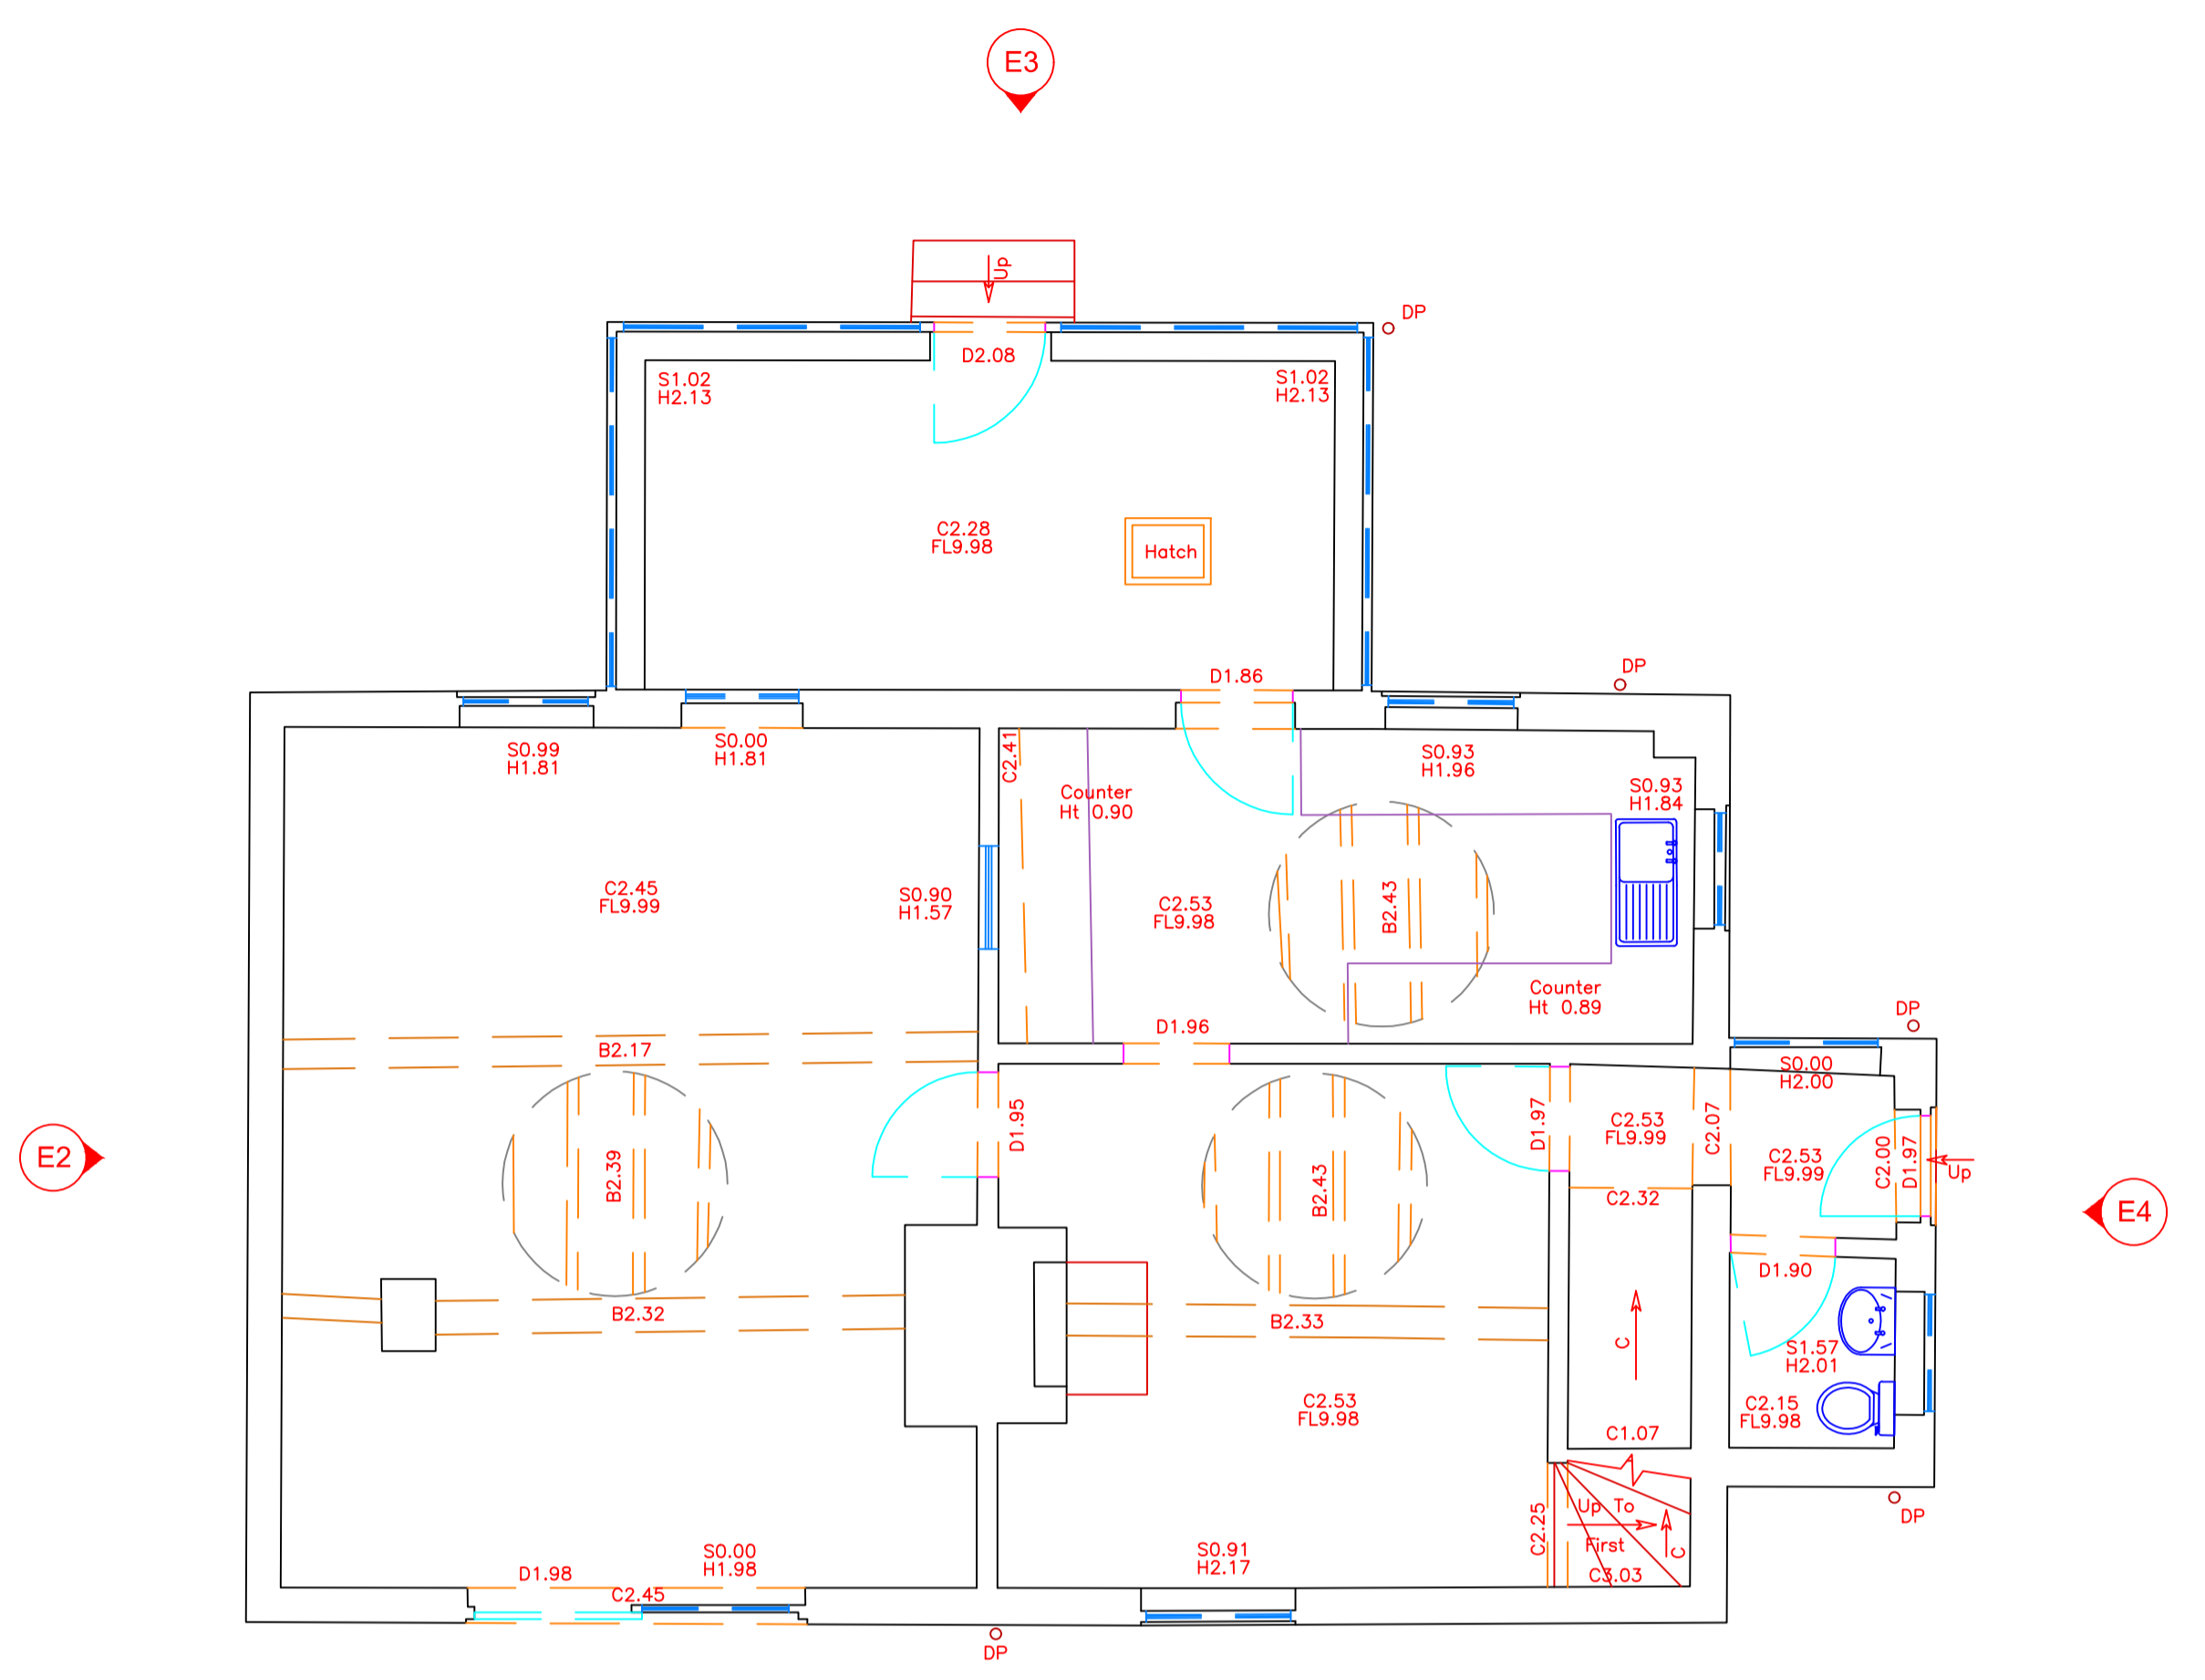 E3
Up
DP
D2.08
S1.02
H2.13
S1.02
H2.13
C2.28
FL9.98
Hatch
DP
D1.86
S0.99
H1.81
S0.00
H1.81
C2.41
Counter
Ht 0.90
S0.93
H1.96
S0.93
H1.84
C2.45
FL9.99
S0.90
H1.57
C2.53
FL9.98
B2.43
Counter
Ht 0.89
DP
D1.96
B2.17
S0.00
H2.00
D1.95
D1.97
C2.53
FL9.99
C2.07
C2.53
FL9.99
C2.00
D1.97
Up
E2
B2.39
B2.43
C2.32
E4
D1.90
B2.32
B2.33
C
S1.57
H2.01
C2.53
FL9.98
C2.15
FL9.98
C1.07
DP
C2.25
Up To
First
C
C3.03
S0.00
H1.98
D1.98
C2.45
S0.91
H2.17
DP